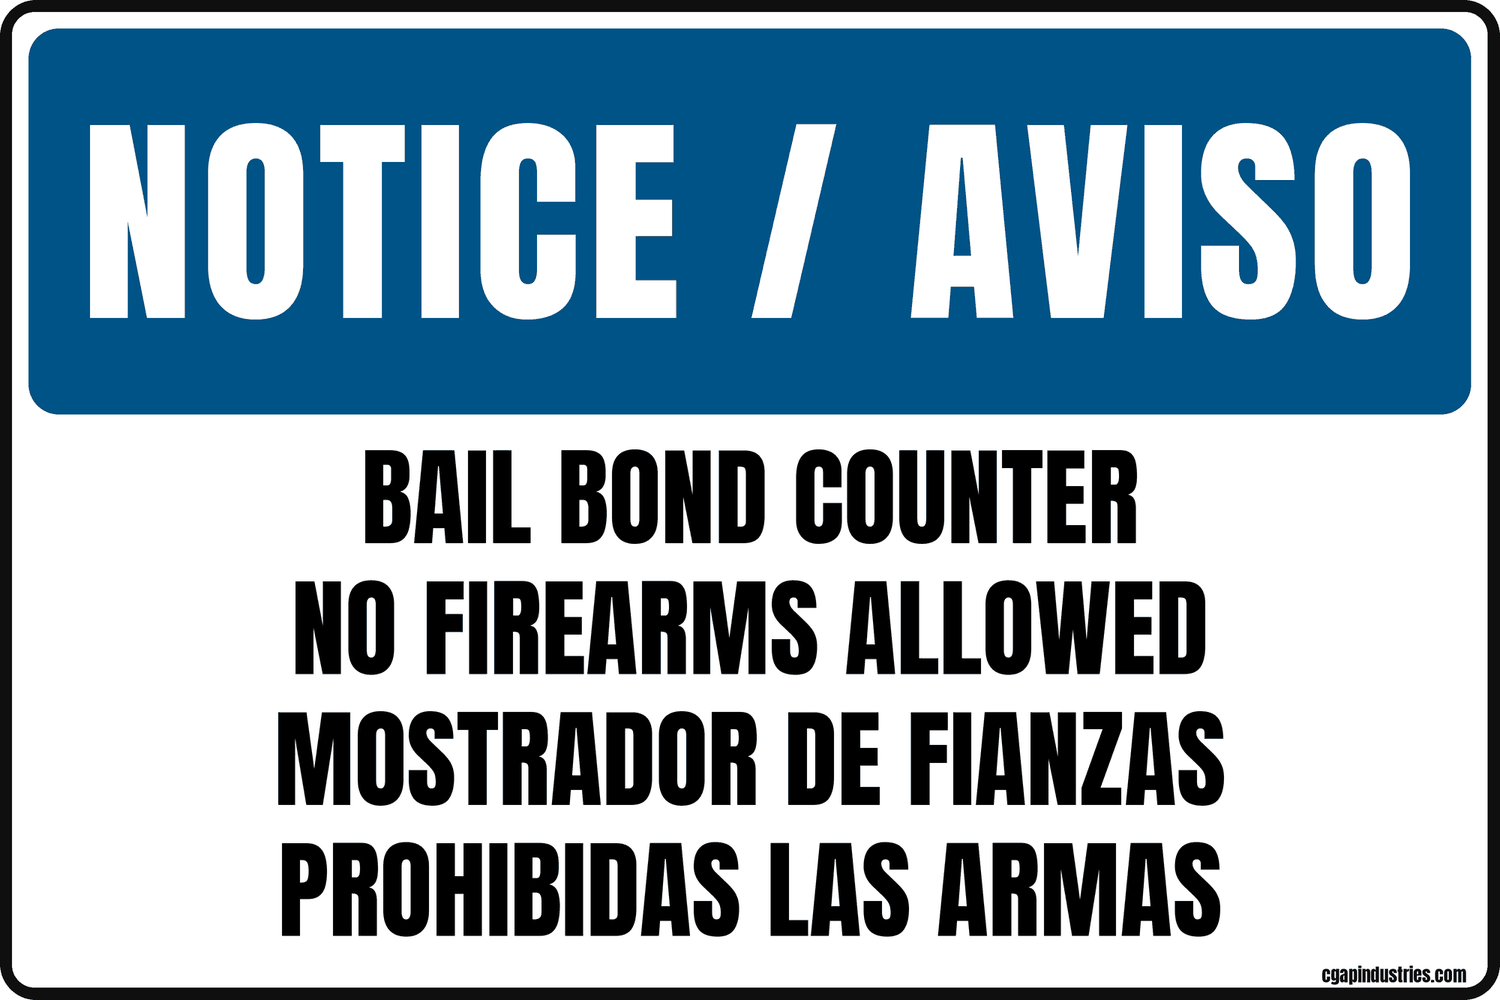 NOTICE / AVISO
BAIL BOND COUNTER
NO FIREARMS ALLOWED
MOSTRADOR DE FIANZAS
PROHIBIDAS LAS ARMAS
cgapindustries.com